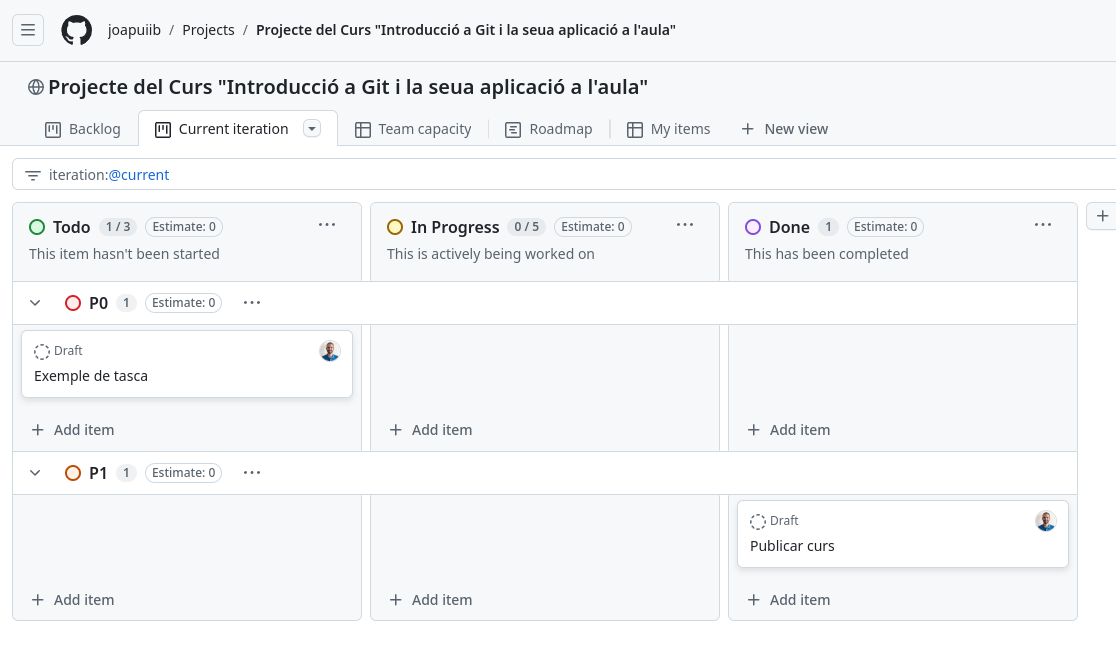 joapuiib / Projects / Projecte del Curs "Introducció a Git i la seua aplicació a l'aula"
Projecte del Curs "Introducció a Git i la seua aplicació a l'aula"
Backlog Current iteration Team capacity Roadmap My items New view
iteration:@current
Todo 1 / 3 Estimate: 0 In Progress 0 / 5 Estimate: 0 Done 1 Estimate: 0
This item hasn't been started This is actively being worked on This has been completed
P0 1 Estimate: 0
Draft
Exemple de tasca
Add item Add item Add item
P1 1 Estimate: 0
Draft
Publicar curs
Add item Add item Add item